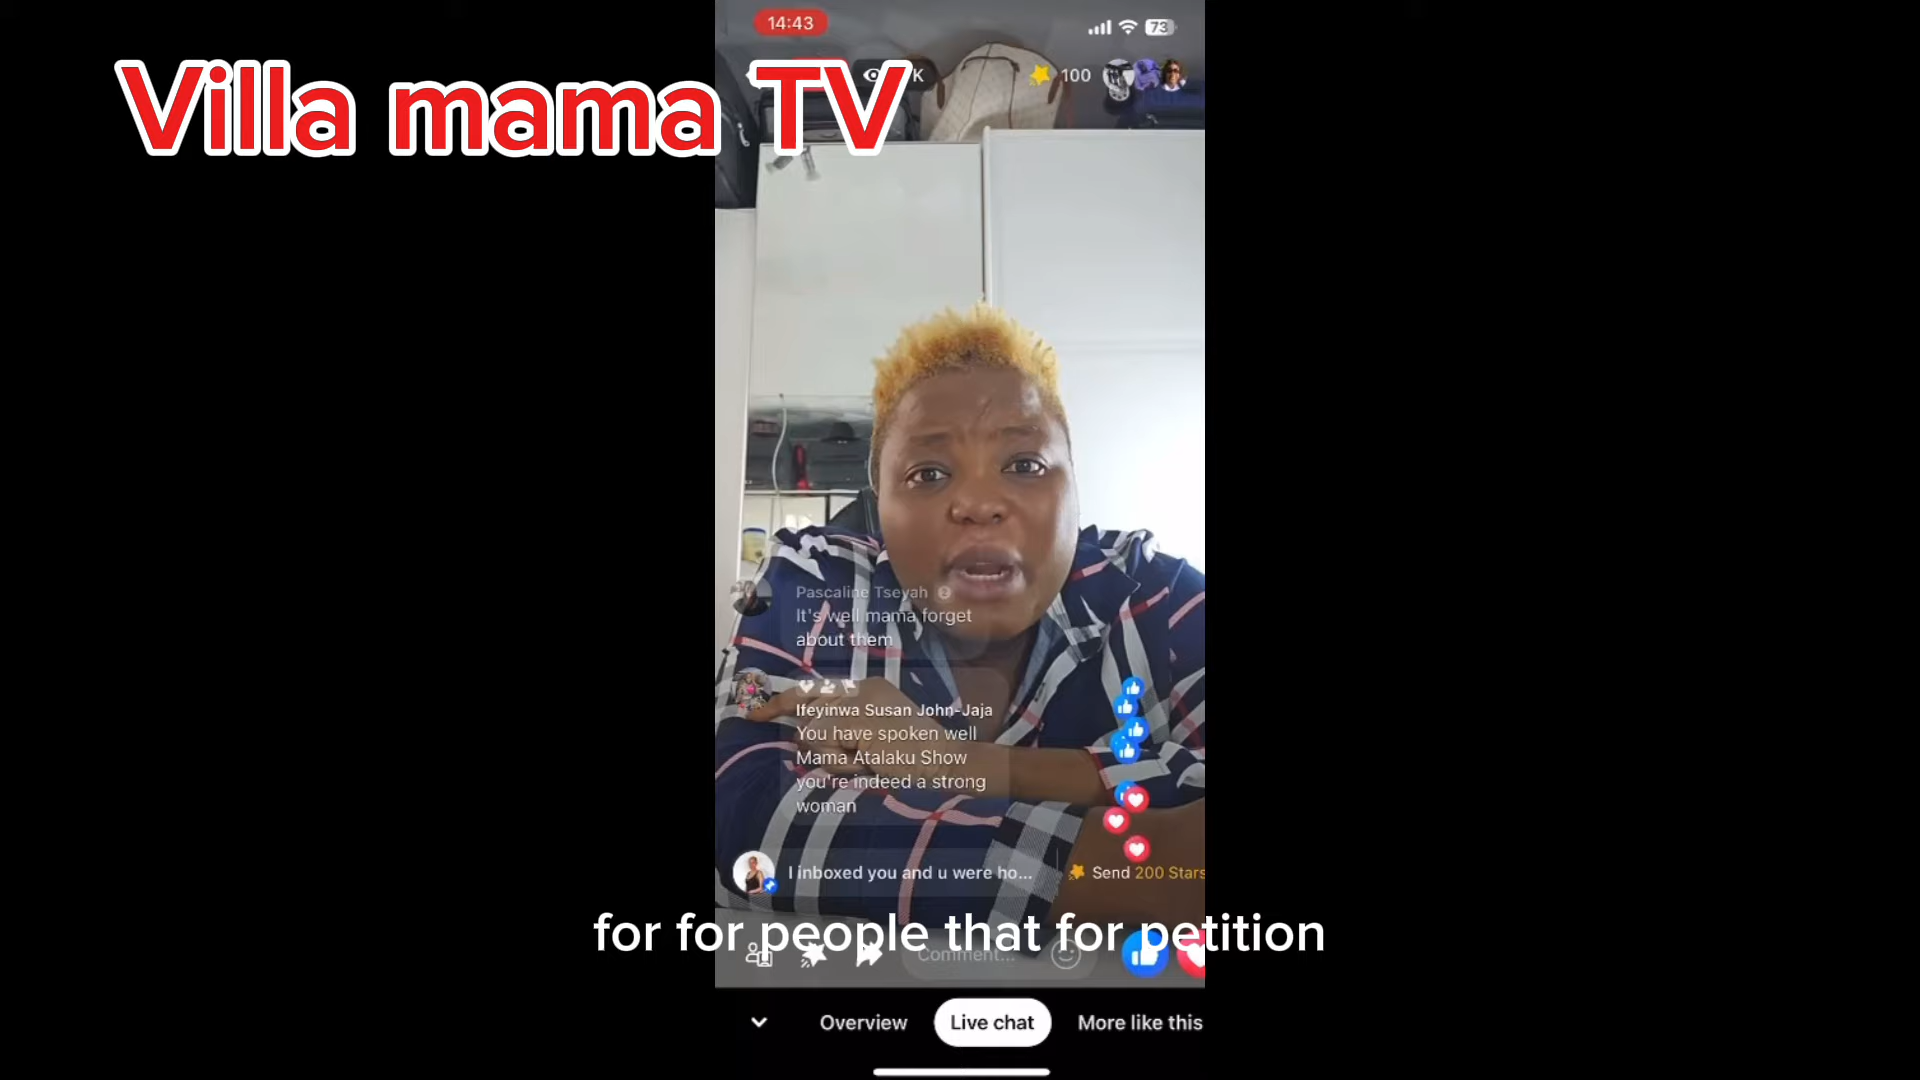 14:43
73
Villa mama TV
K
100
Pascaline Tseyah
It's well mama forget
about them
Ifeyinwa Susan John-Jaja
You have spoken well
Mama Atalaku Show
you're indeed a strong
woman
I inboxed you and u were ho...
Send 200 Stars
for for people that for petition
Comment...
Overview
Live chat
More like this